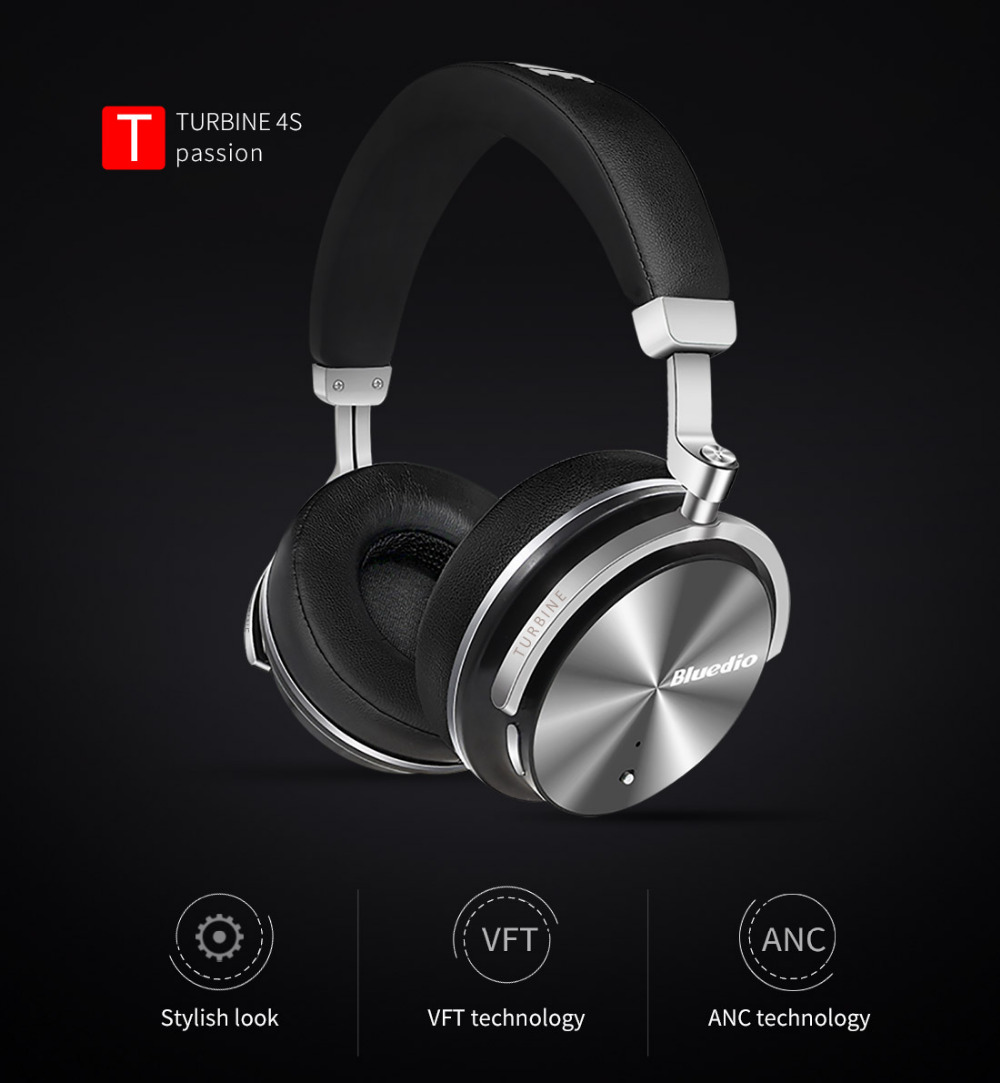 T
TURBINE 4S
passion
TURBINE
Bluedio
VFT
ANC
Stylish look
VFT technology
ANC technology